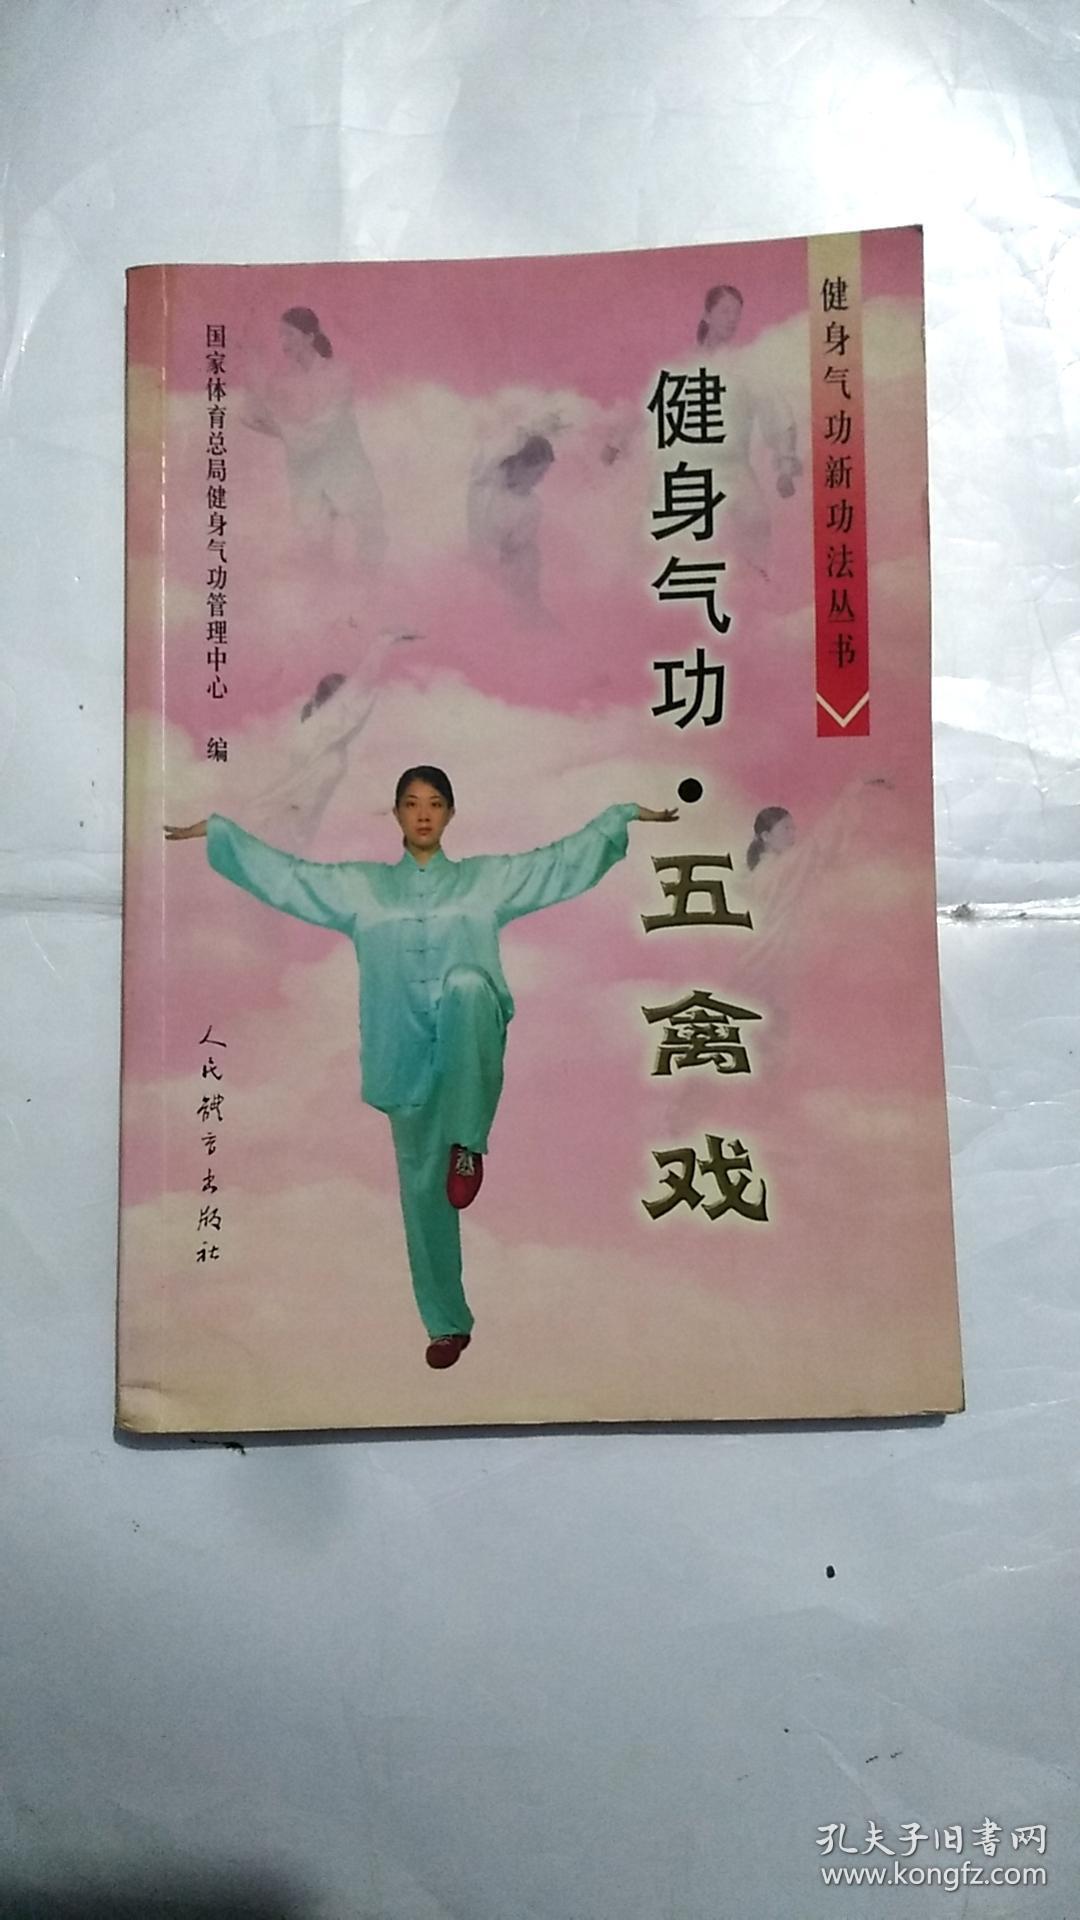 健身气功新功法丛书
健身气功·五禽戏
国家体育总局健身气功管理中心 编
人民體育出版社
孔夫子旧書网
www.kongfz.com